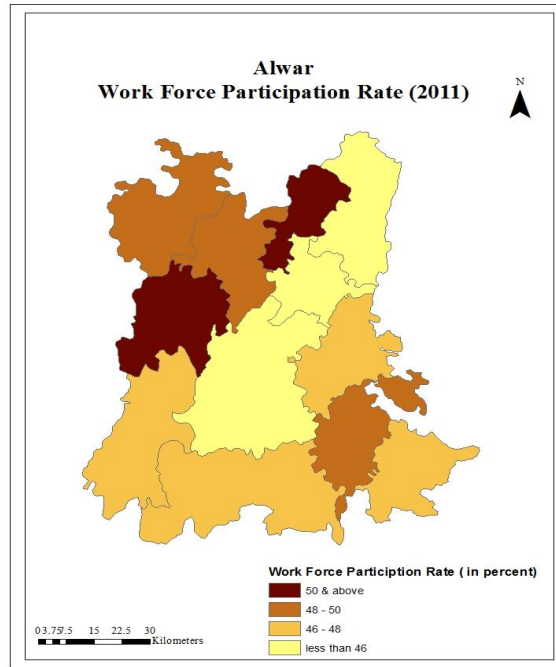 Alwar
Work Force Participation Rate (2011)
N
Work Force Particiption Rate ( in percent)
50 & above
48 - 50
46 - 48
less than 46
0 3.75 7.5 15 22.5 30
Kilometers